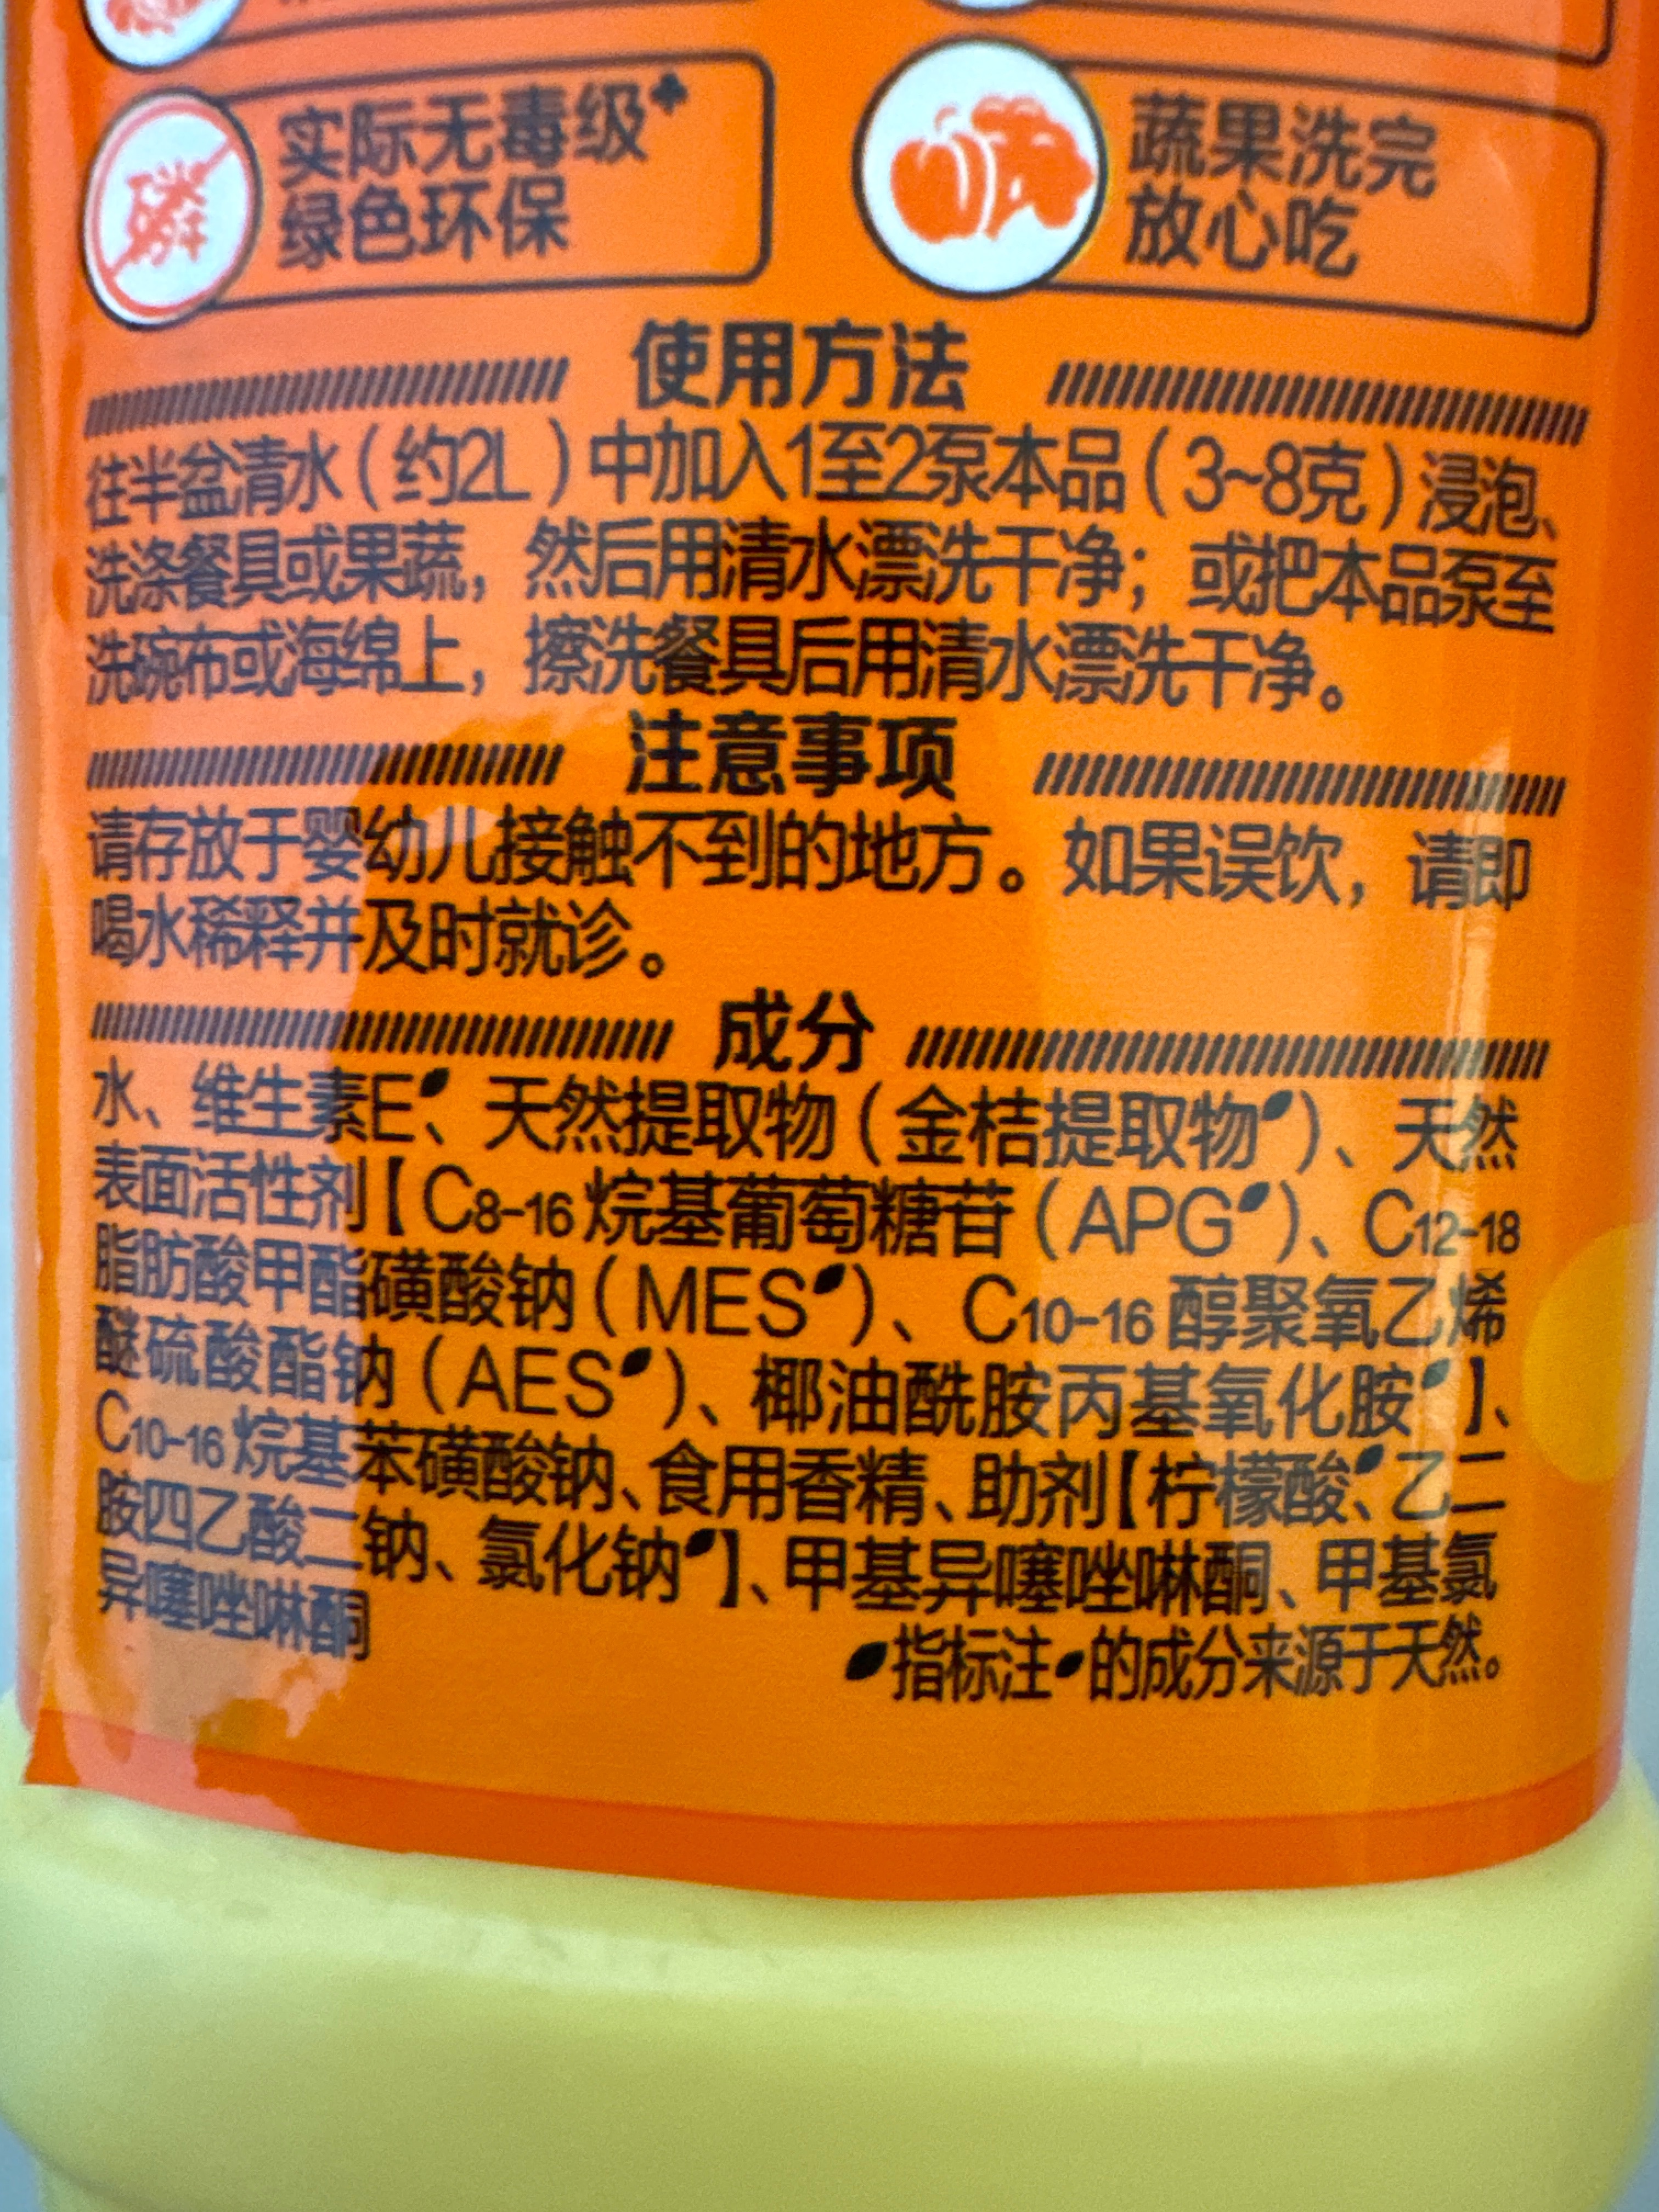 实际无毒级
绿色环保
磷
蔬果洗完
放心吃
使用方法
往半盆清水(约2L)中加入1至2泵本品(3~8克)浸泡、
洗涤餐具或果蔬，然后用清水漂洗干净；或把本品泵至
洗碗布或海绵上，擦洗餐具后用清水漂洗干净。
注意事项
请存放于婴幼儿接触不到的地方。如果误饮，请即
喝水稀释并及时就诊。
成分
水、维生素E、天然提取物(金桔提取物)、天然
表面活性剂【C8-16烷基葡萄糖苷(APG)、C12-18
脂肪酸甲酯磺酸钠(MES)、C10-16醇聚氧乙烯
醚硫酸酯钠(AES)、椰油酰胺丙基氧化胺】、
C10-16烷基苯磺酸钠、食用香精、助剂【柠檬酸、乙二
胺四乙酸二钠、氯化钠】、甲基异噻唑啉酮、甲基氯
异噻唑啉酮
指标注的成分来源于天然。